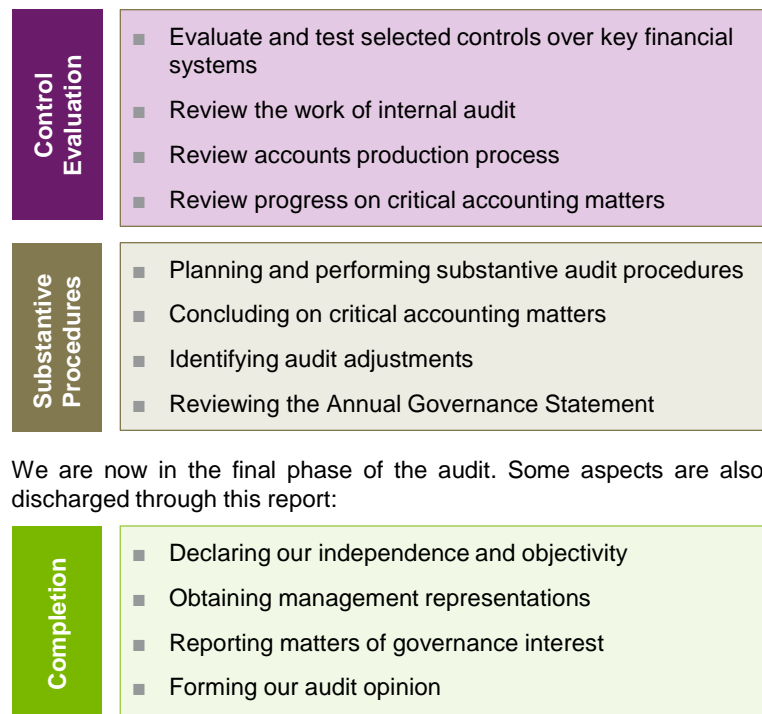 Control
Evaluation
■ Evaluate and test selected controls over key financial
systems
■ Review the work of internal audit
■ Review accounts production process
■ Review progress on critical accounting matters
Substantive
Procedures
■ Planning and performing substantive audit procedures
■ Concluding on critical accounting matters
■ Identifying audit adjustments
■ Reviewing the Annual Governance Statement
We are now in the final phase of the audit. Some aspects are also
discharged through this report:
Completion
■ Declaring our independence and objectivity
■ Obtaining management representations
■ Reporting matters of governance interest
■ Forming our audit opinion